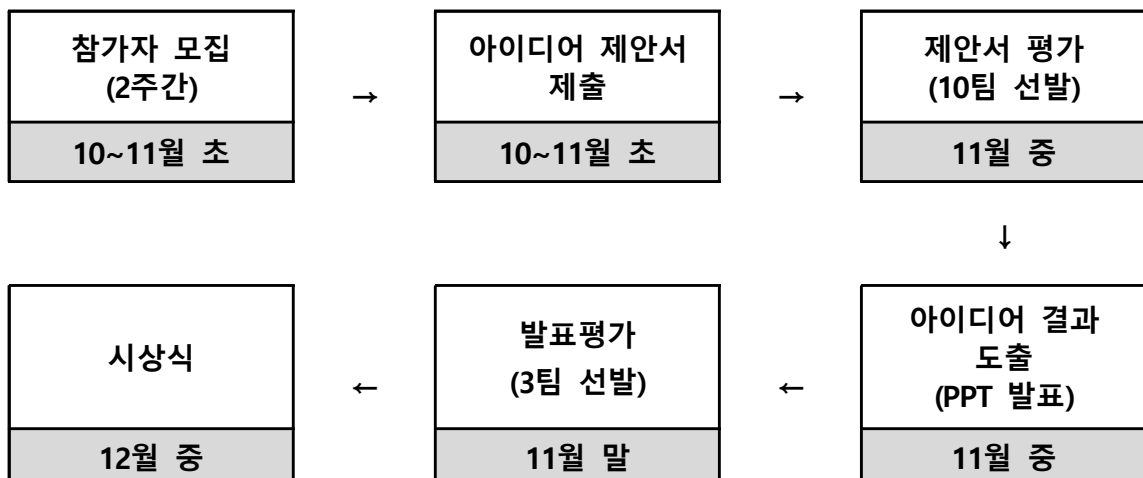 참가자 모집
(2주간)
10~11월 초
→
아이디어 제안서
제출
10~11월 초
→
제안서 평가
(10팀 선발)
11월 중
↓
아이디어 결과
도출
(PPT 발표)
11월 중
←
발표평가
(3팀 선발)
11월 말
←
시상식
12월 중